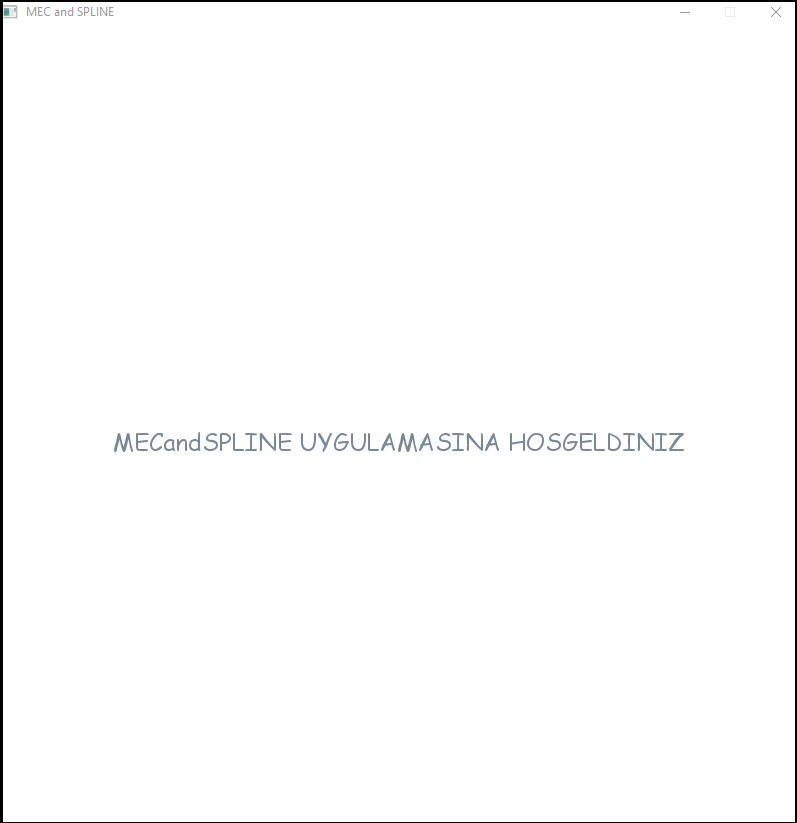 MEC and SPLINE
MECandSPLINE UYGULAMASINA HOSGELDINIZ